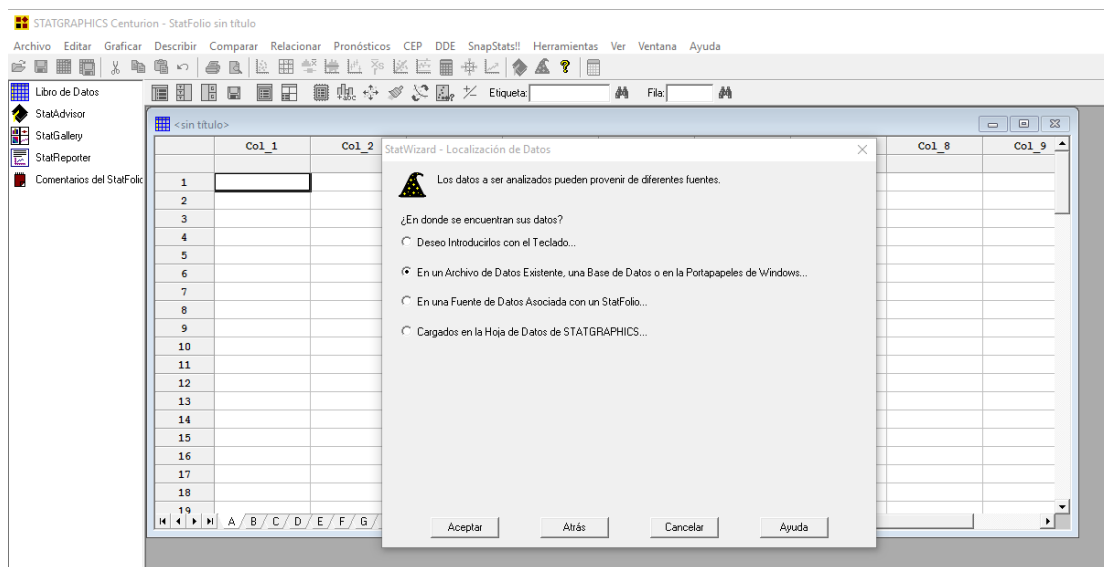 STATGRAPHICS Centurion - StatFolio sin título
Archivo Editar Graficar Describir Comparar Relacionar Pronósticos CEP DDE SnapStats!! Herramientas Ver Ventana Ayuda
Etiqueta: Fila:
Libro de Datos
StatAdvisor
StatGallery
StatReporter
Comentarios del StatFolio
<sin título>
Col_1 Col_2 Col_8 Col_9
1
2
3
4
5
6
7
8
9
10
11
12
13
14
15
16
17
18
19
A B C D E F G
StatWizard - Localización de Datos
Los datos a ser analizados pueden provenir de diferentes fuentes.
¿En donde se encuentran sus datos?
Deseo Introducirlos con el Teclado...
En un Archivo de Datos Existente, una Base de Datos o en la Portapapeles de Windows...
En una Fuente de Datos Asociada con un StatFolio...
Cargados en la Hoja de Datos de STATGRAPHICS...
Aceptar Atrás Cancelar Ayuda